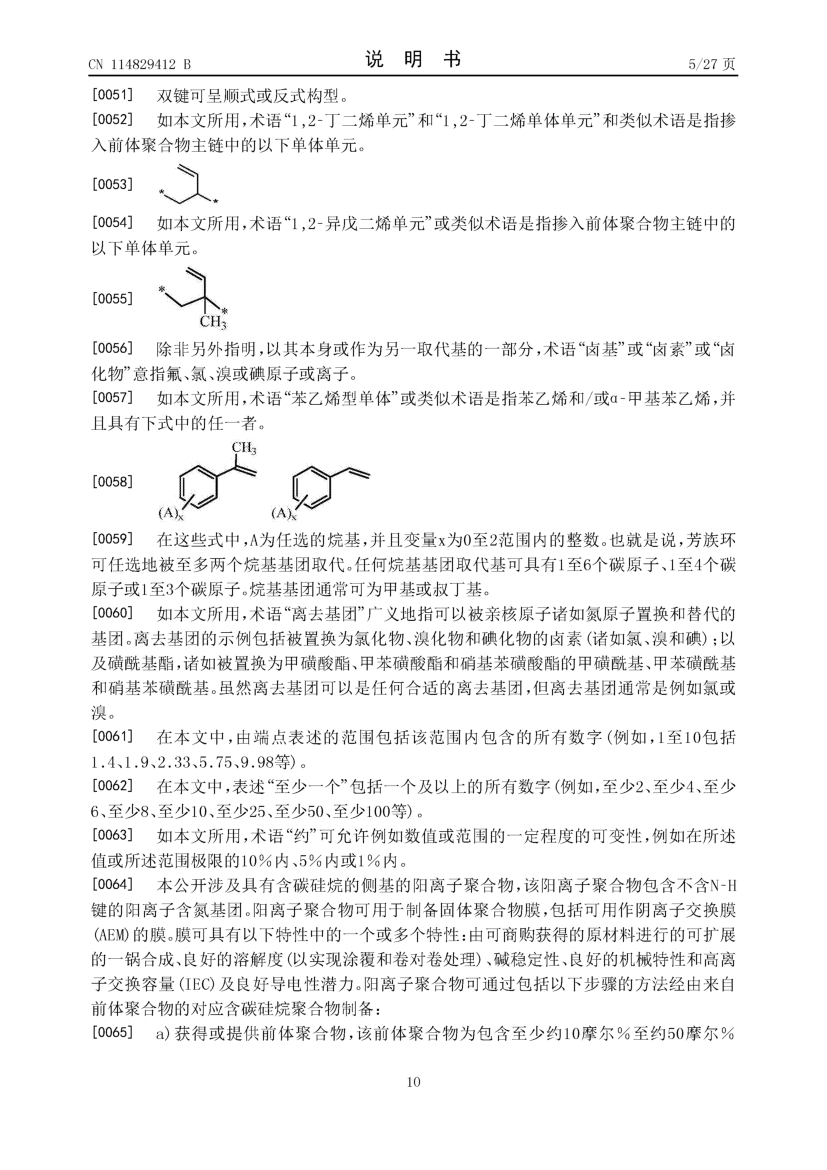 CN 114829412 B
说 明 书
5/27 页
[0051] 双键可呈顺式或反式构型。
[0052] 如本文所用,术语“1,2-丁二烯单元”和“1,2-丁二烯单体单元”和类似术语是指掺
入前体聚合物主链中的以下单体单元。
[0053]
* *
[0054] 如本文所用,术语“1,2-异戊二烯单元”或类似术语是指掺入前体聚合物主链中的
以下单体单元。
[0055]
* *
CH3
[0056] 除非另外指明,以其本身或作为另一取代基的一部分,术语“卤基”或“卤素”或“卤
化物”意指氟、氯、溴或碘原子或离子。
[0057] 如本文所用,术语“苯乙烯型单体”或类似术语是指苯乙烯和/或α-甲基苯乙烯,并
且具有下式中的任一者。
CH3
[0058]
(A)x (A)x
[0059] 在这些式中,A为任选的烷基,并且变量x为0至2范围内的整数。也就是说,芳族环
可任选地被至多两个烷基基团取代。任何烷基基团取代基可具有1至6个碳原子、1至4个碳
原子或1至3个碳原子。烷基基团通常可为甲基或叔丁基。
[0060] 如本文所用,术语“离去基团”广义地指可以被亲核原子诸如氮原子置换和替代的
基团。离去基团的示例包括被置换为氯化物、溴化物和碘化物的卤素(诸如氯、溴和碘);以
及磺酰基酯,诸如被置换为甲磺酸酯、甲苯磺酸酯和硝基苯磺酸酯的甲磺酰基、甲苯磺酰基
和硝基苯磺酰基。虽然离去基团可以是任何合适的离去基团,但离去基团通常是例如氯或
溴。
[0061] 在本文中,由端点表述的范围包括该范围内包含的所有数字(例如,1至10包括
1.4、1.9、2.33、5.75、9.98等)。
[0062] 在本文中,表述“至少一个”包括一个及以上的所有数字(例如,至少2、至少4、至少
6、至少8、至少10、至少25、至少50、至少100等)。
[0063] 如本文所用,术语“约”可允许例如数值或范围的一定程度的可变性,例如在所述
值或所述范围极限的10%内、5%内或1%内。
[0064] 本公开涉及具有含碳硅烷的侧基的阳离子聚合物,该阳离子聚合物包含不含N-H
键的阳离子含氮基团。阳离子聚合物可用于制备固体聚合物膜,包括可用作阴离子交换膜
(AEM)的膜。膜可具有以下特性中的一个或多个特性:由可商购获得的原材料进行的可扩展
的一锅合成、良好的溶解度(以实现涂覆和卷对卷处理)、碱稳定性、良好的机械特性和高离
子交换容量(IEC)及良好导电性潜力。阳离子聚合物可通过包括以下步骤的方法经由来自
前体聚合物的对应含碳硅烷聚合物制备:
[0065] a)获得或提供前体聚合物,该前体聚合物为包含至少约10摩尔%至约50摩尔%
10